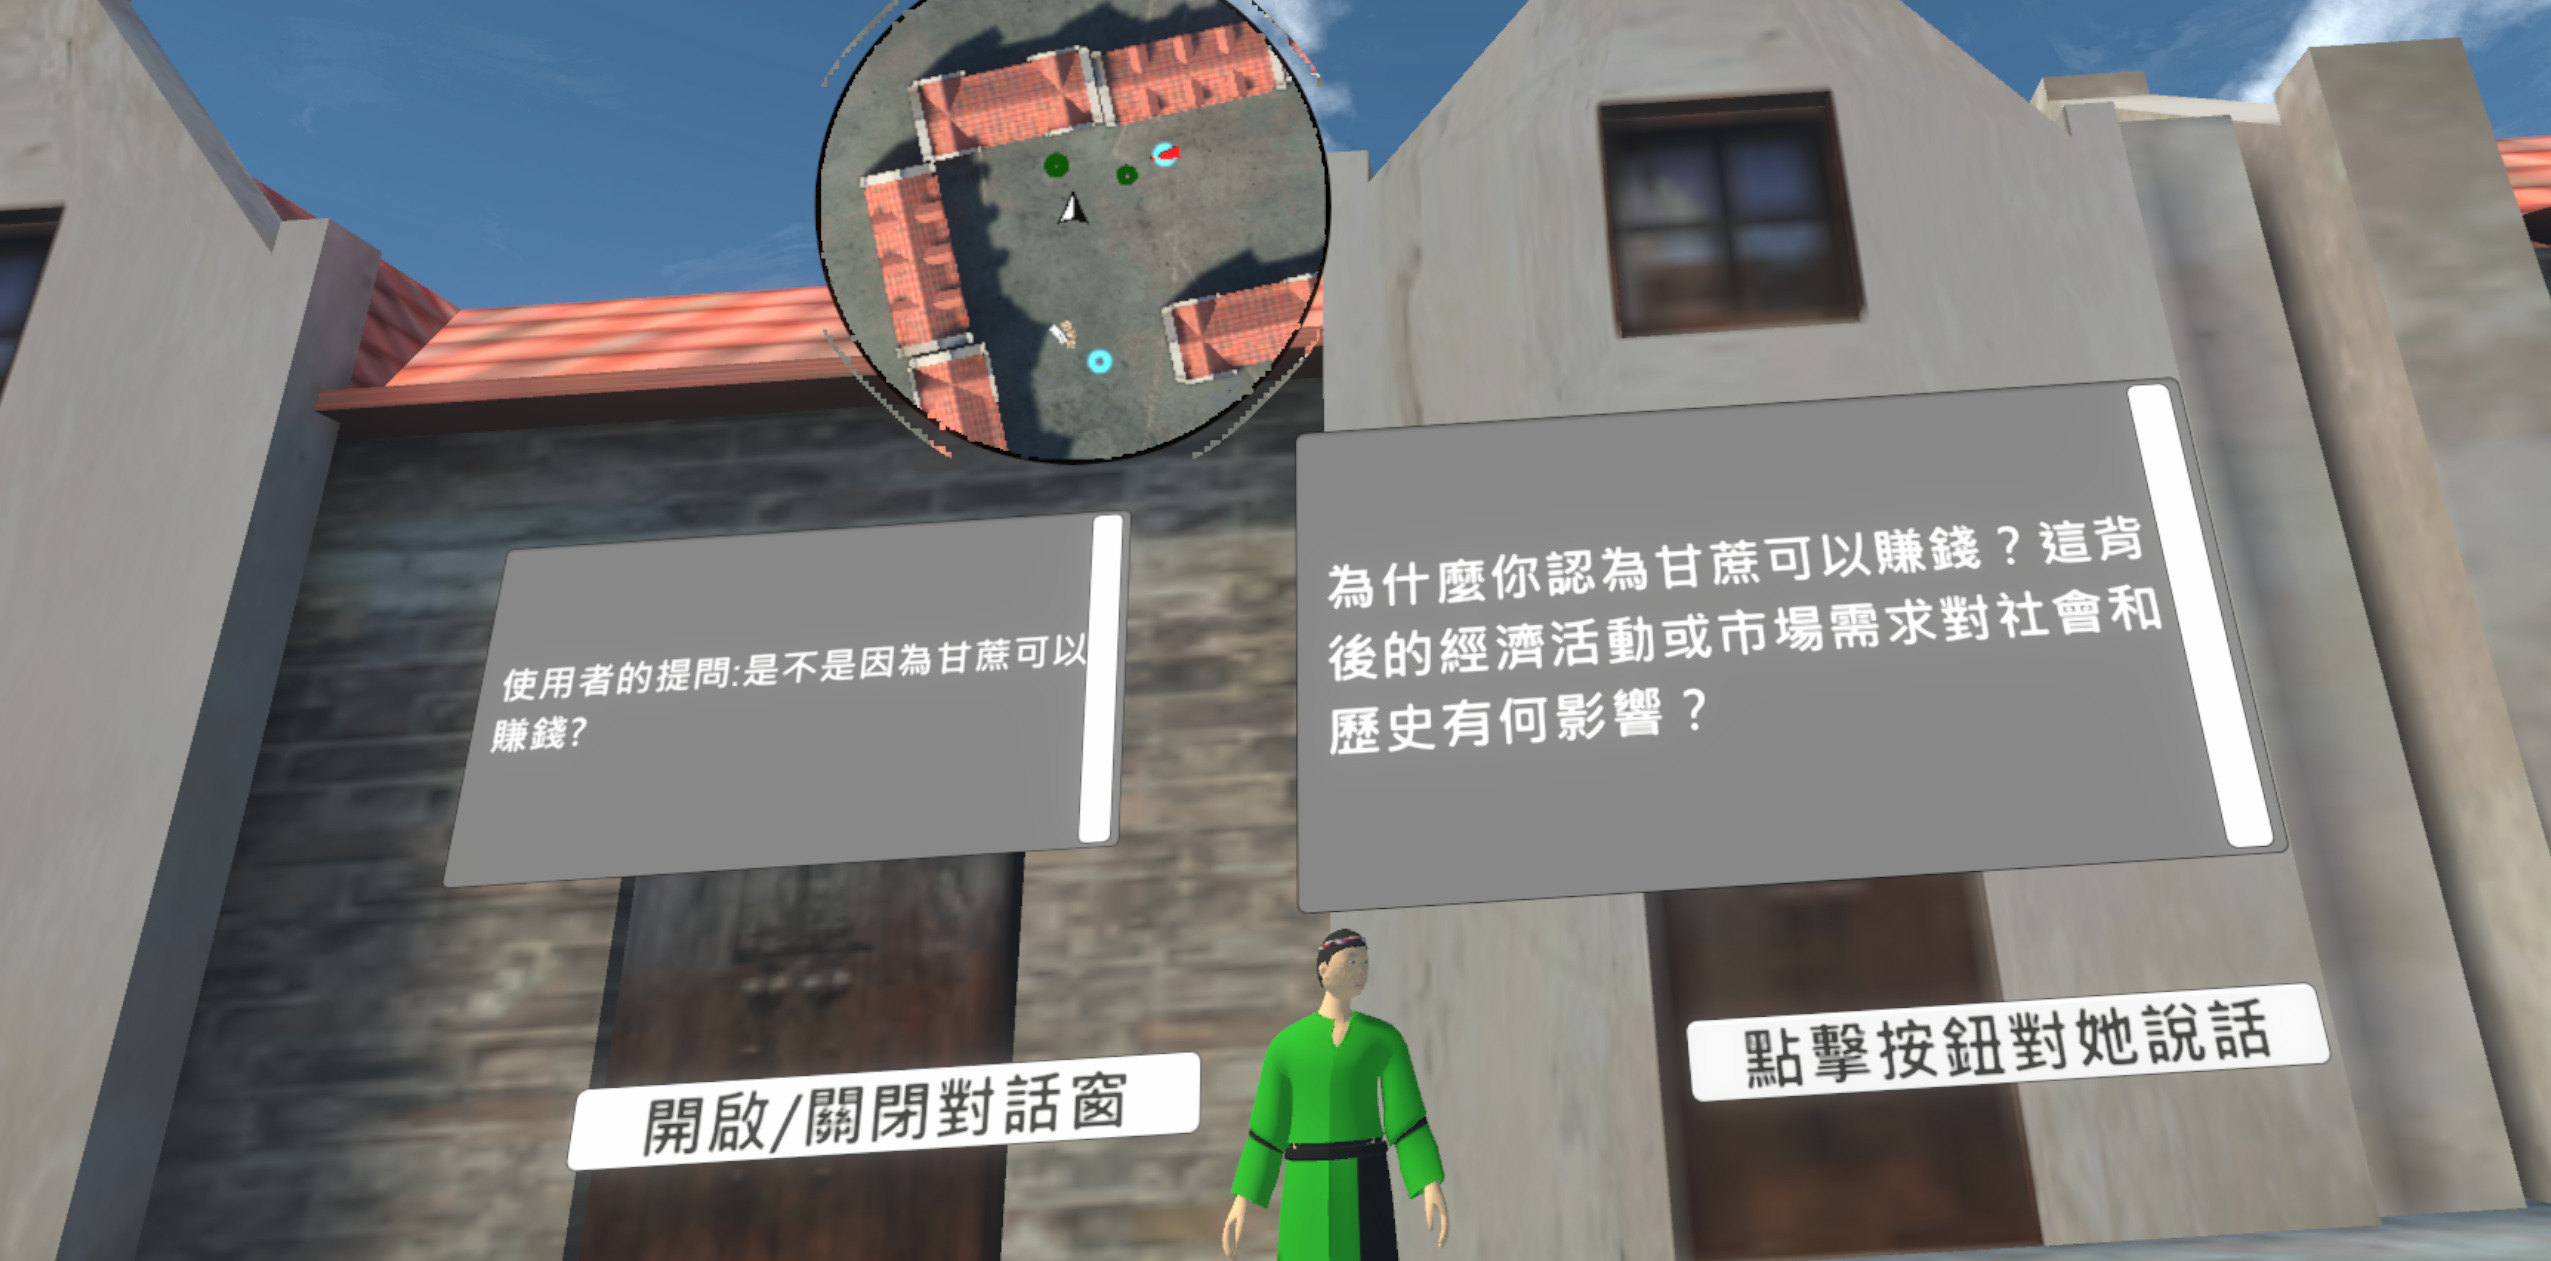 使用者的提問:是不是因為甘蔗可以
賺錢?
為什麼你認為甘蔗可以賺錢？這背
後的經濟活動或市場需求對社會和
歷史有何影響？
開啟/關閉對話窗
點擊按鈕對她說話